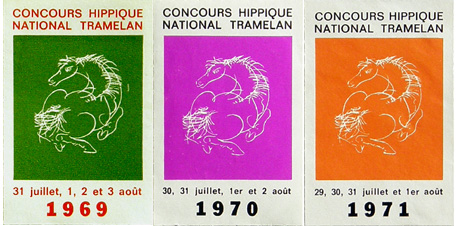 CONCOURS HIPPIQUE
NATIONAL TRAMELAN
31 juillet, 1, 2 et 3 août
1969
CONCOURS HIPPIQUE
NATIONAL TRAMELAN
30, 31 juillet, 1er et 2 août
1970
CONCOURS HIPPIQUE
NATIONAL TRAMELAN
29, 30, 31 juillet et 1er août
1971